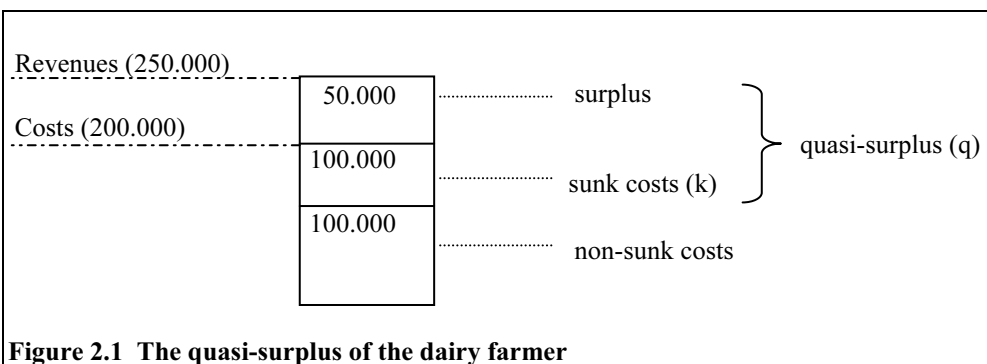 Revenues (250.000)
50.000
surplus
Costs (200.000)
quasi-surplus (q)
100.000
sunk costs (k)
100.000
non-sunk costs
Figure 2.1 The quasi-surplus of the dairy farmer